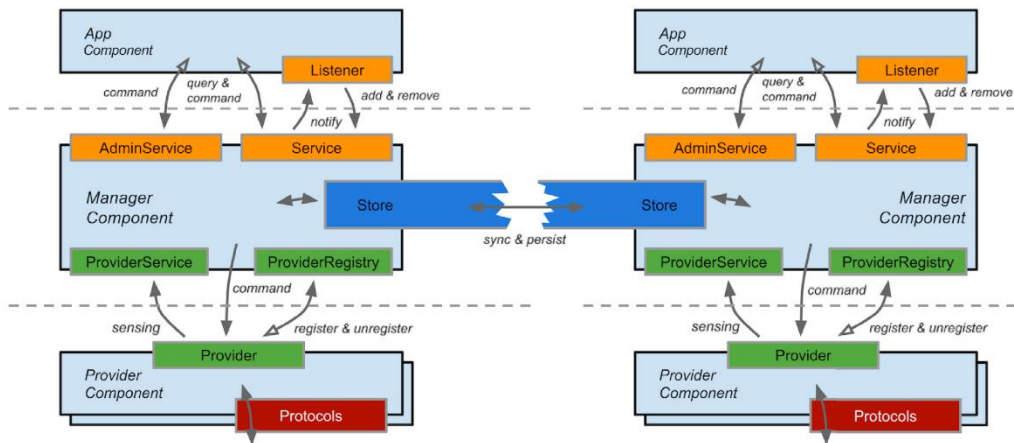 App
Component
Listener
command
query &
command
add & remove
notify
AdminService
Service
Manager
Component
Store
ProviderService
ProviderRegistry
command
sensing
register & unregister
Provider
Provider
Component
Protocols
sync & persist
App
Component
Listener
command
query &
command
add & remove
notify
AdminService
Service
Store
Manager
Component
ProviderService
ProviderRegistry
command
sensing
register & unregister
Provider
Provider
Component
Protocols